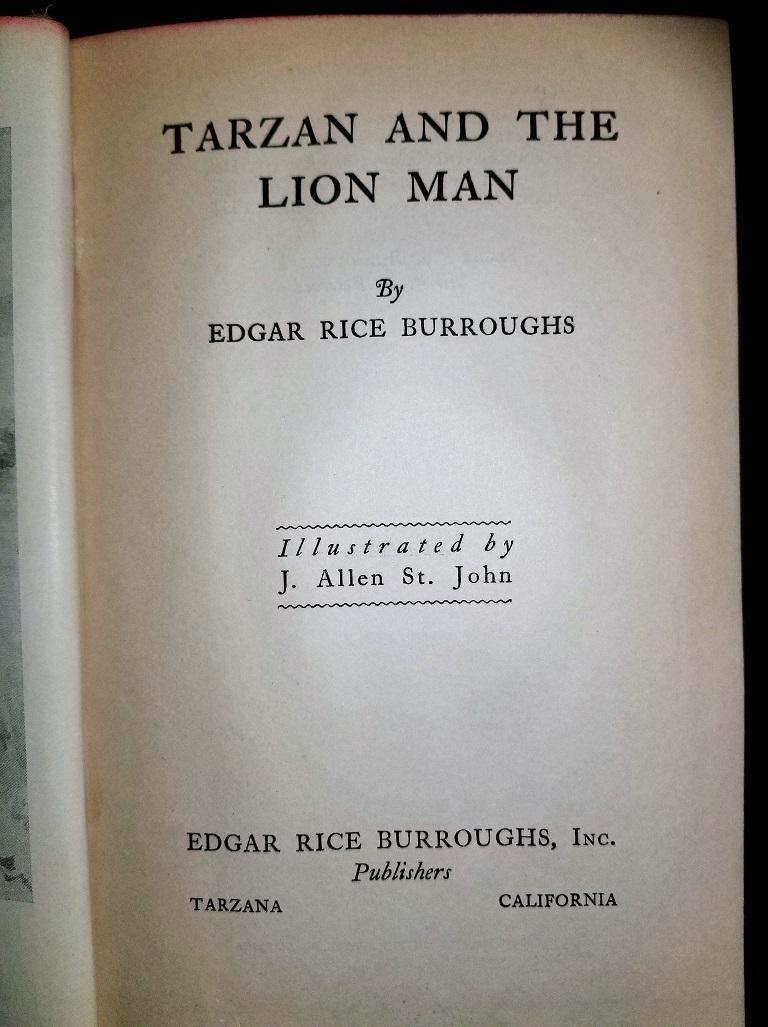 TARZAN AND THE
LION MAN
By
EDGAR RICE BURROUGHS
Illustrated by
J. Allen St. John
EDGAR RICE BURROUGHS, INC.
Publishers
TARZANA CALIFORNIA